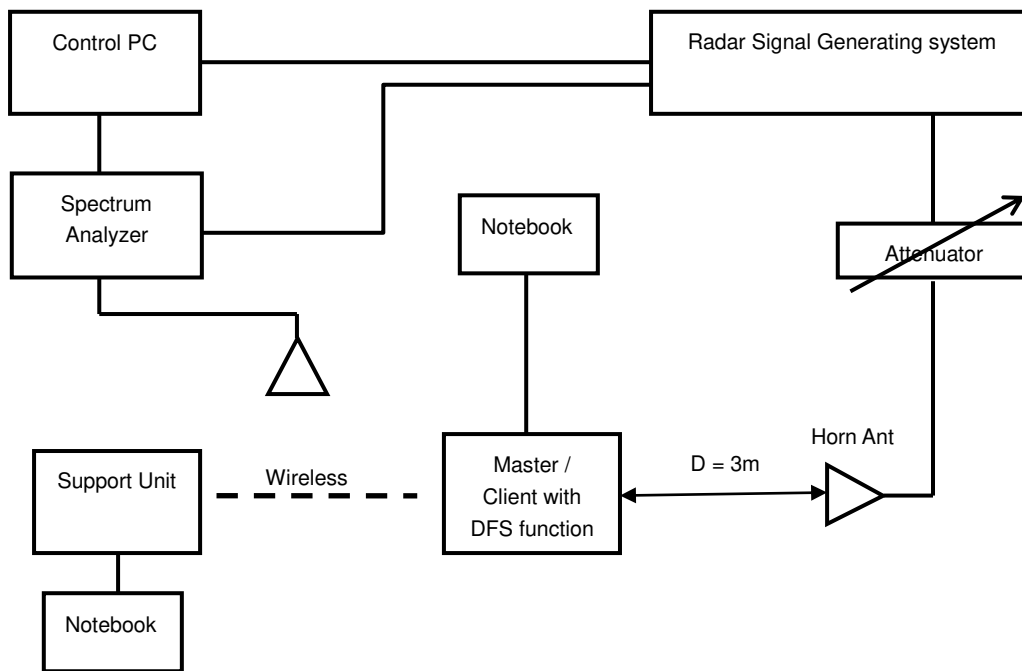 Control PC
Radar Signal Generating system
Spectrum
Analyzer
Notebook
Attenuator
Horn Ant
Support Unit
Wireless
Master /
Client with
DFS function
D = 3m
Notebook